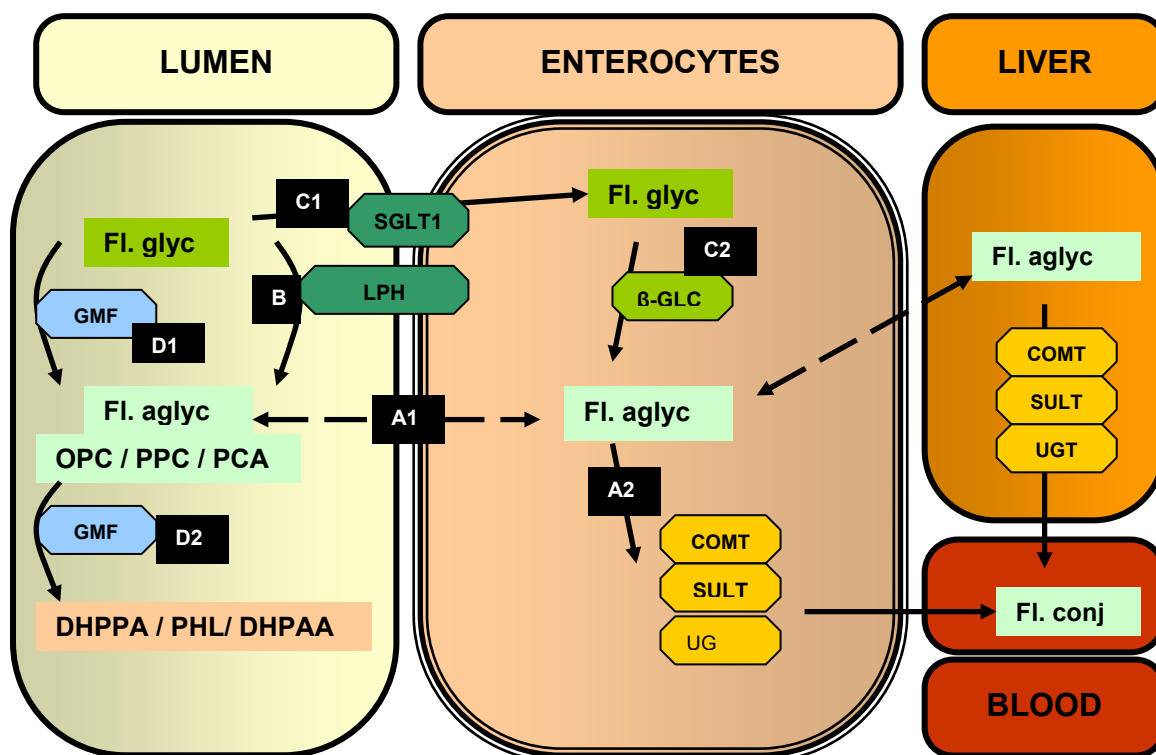 LUMEN
ENTEROCYTES
LIVER
C1
SGLT1
Fl. glyc
Fl. glyc
C2
Fl. aglyc
B
LPH
ß-GLC
GMF
D1
COMT
Fl. aglyc
A1
Fl. aglyc
SULT
OPC / PPC / PCA
UGT
A2
GMF
D2
COMT
SULT
Fl. conj
DHPPA / PHL/ DHPAA
UG
BLOOD